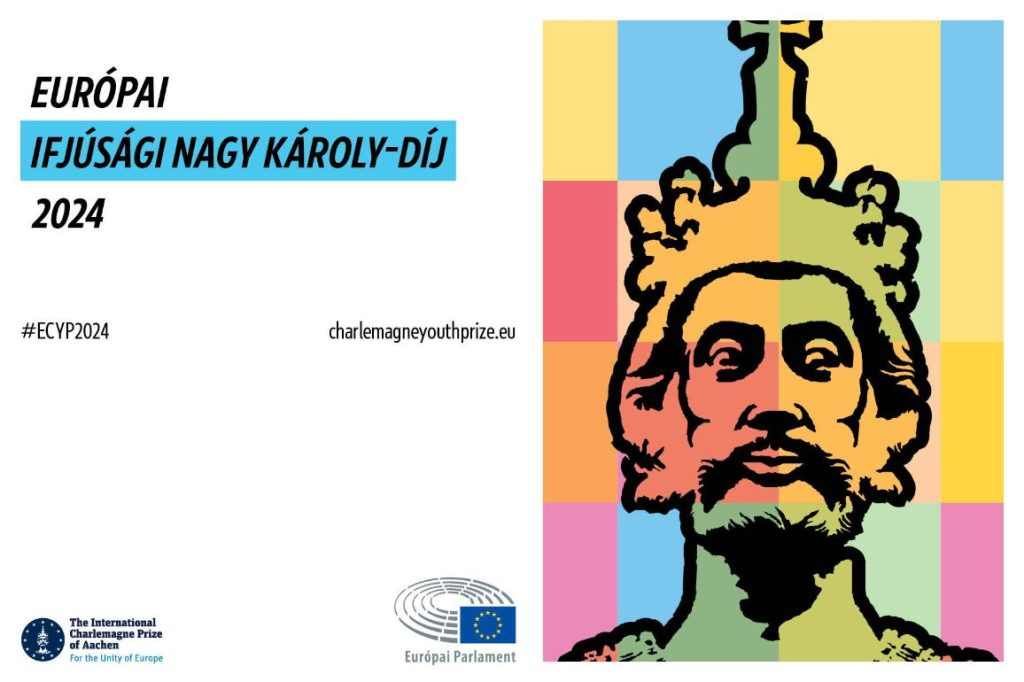 EURÓPAI
IFJÚSÁGI NAGY KÁROLY-DÍJ
2024
#ECYP2024
charlemagneyouthprize.eu
The International
Charlemagne Prize
of Aachen
For the Unity of Europe
Európai Parlament